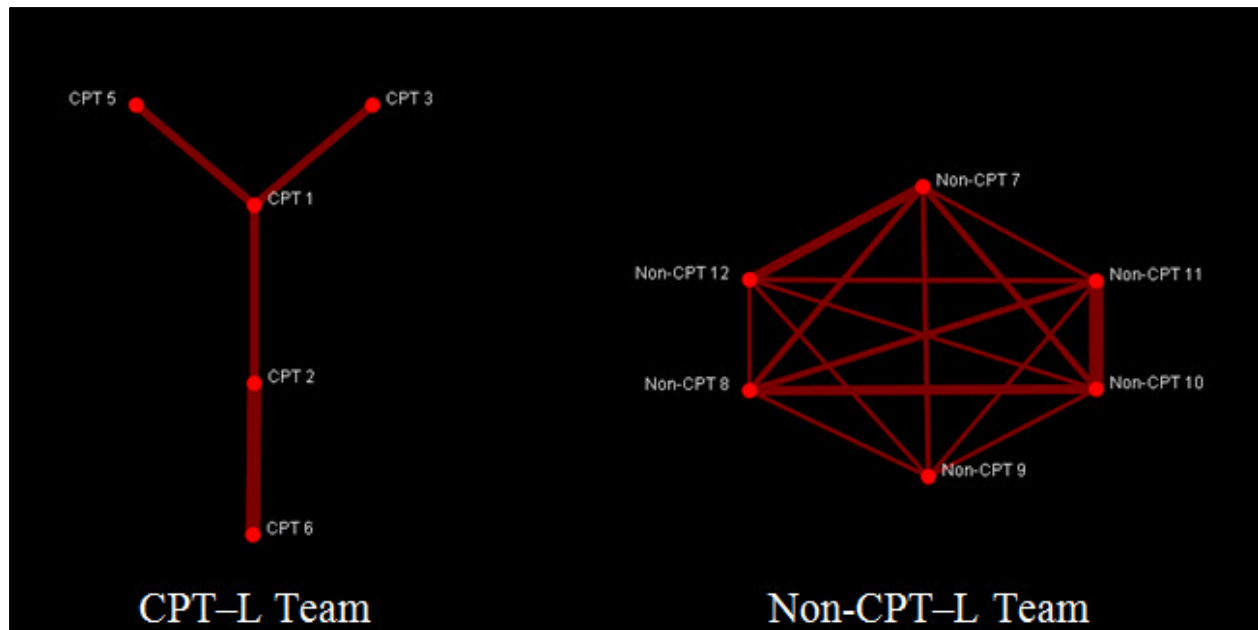 CPT 5
CPT 3
CPT 1
CPT 2
CPT 6
CPT–L Team
Non-CPT 7
Non-CPT 12
Non-CPT 11
Non-CPT 8
Non-CPT 10
Non-CPT 9
Non-CPT–L Team